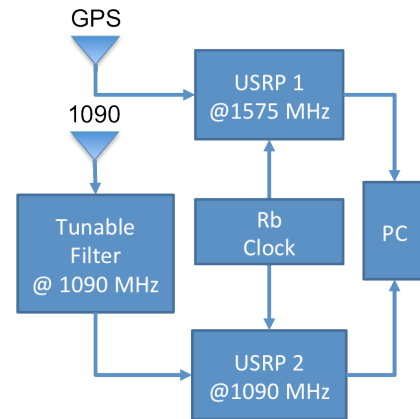 GPS
USRP 1
@1575 MHz
1090
Tunable
Filter
@ 1090 MHz
Rb
Clock
PC
USRP 2
@1090 MHz